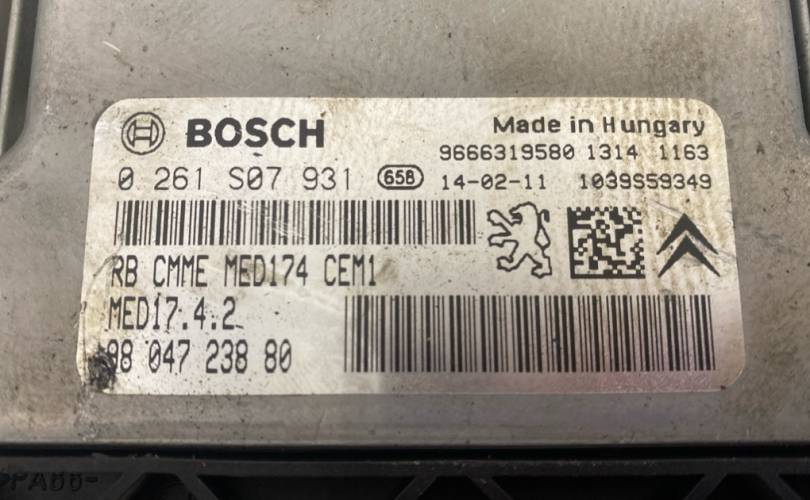 BOSCH
Made in Hungary
9666319580 1314 1163
0 261 S07 931 65B 14-02-11 1039S59349
RB CMME MED174 CEM1
MED17.4.2
98 047 238 80